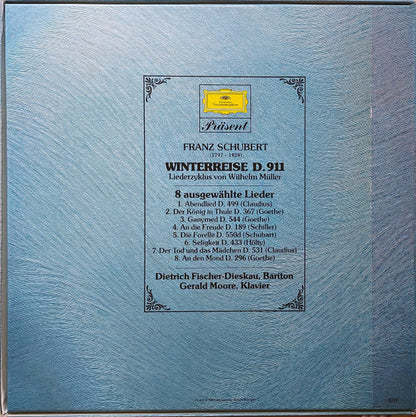 Präsent
FRANZ SCHUBERT
(1797 - 1828)
WINTERREISE D. 911
Liederzyklus von Wilhelm Müller
8 ausgewählte Lieder
1. Abendlied D. 499 (Claudius)
2. Der König in Thule D. 367 (Goethe)
3. Ganymed D. 544 (Goethe)
4. An die Freude D. 189 (Schiller)
5. Die Forelle D. 550d (Schubart)
6. Seligkeit D. 433 (Hölty)
7. Der Tod und das Mädchen D. 531 (Claudius)
8. An den Mond D. 296 (Goethe)
Dietrich Fischer-Dieskau, Bariton
Gerald Moore, Klavier